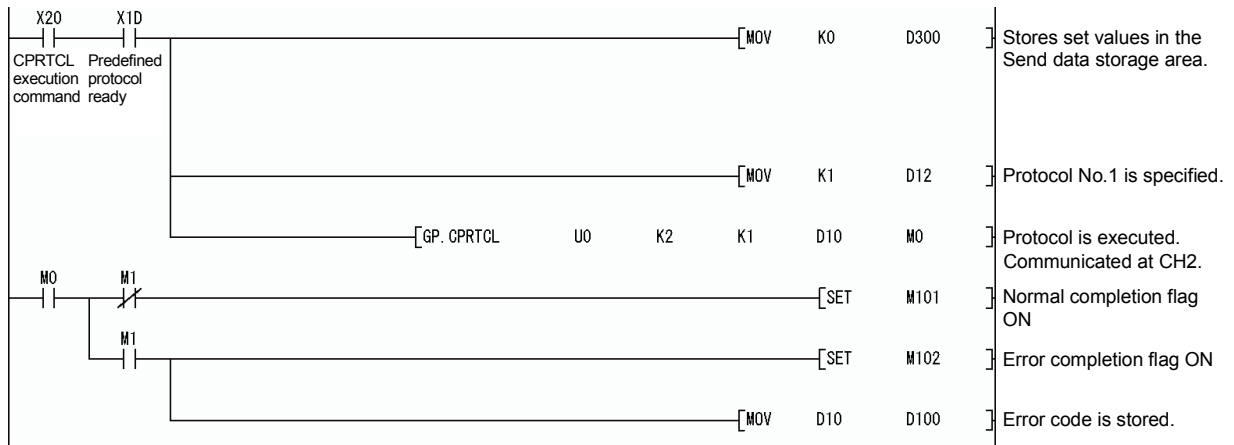 X20 X1D
[MOV K0 D300 ] Stores set values in the
Send data storage area.
CPRTCL Predefined
execution protocol
command ready
[MOV K1 D12 ] Protocol No.1 is specified.
[GP.CPRTCL U0 K2 K1 D10 M0 ] Protocol is executed.
Communicated at CH2.
M0 M1
[SET M101 ] Normal completion flag
ON
M1
[SET M102 ] Error completion flag ON
[MOV D10 D100 ] Error code is stored.